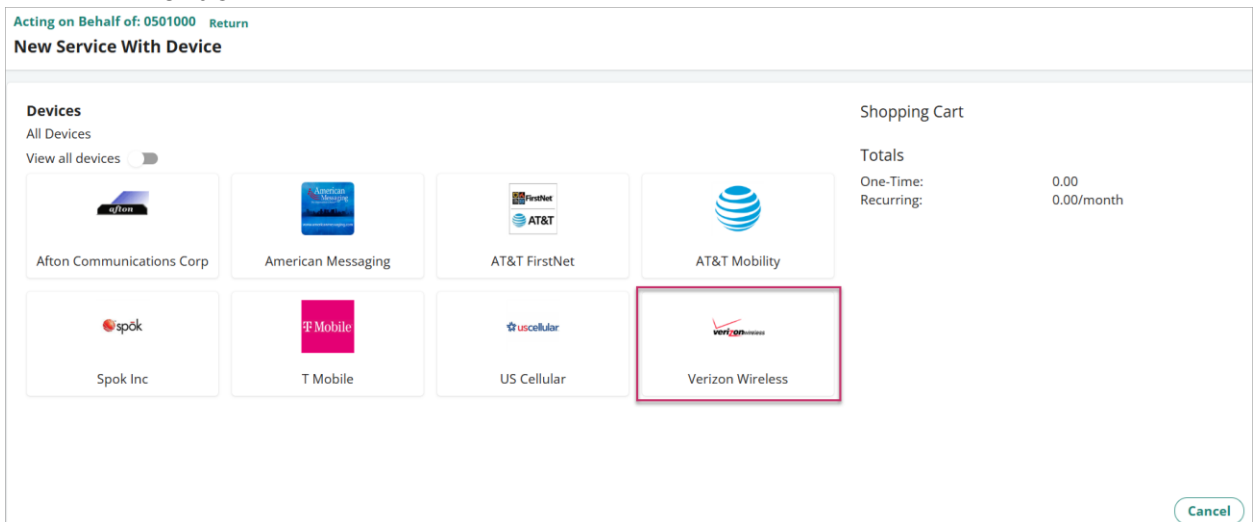 Acting on Behalf of: 0501000 Return
New Service With Device
Devices
All Devices
View all devices
afton
American
Messaging
FirstNet
AT&T
Afton Communications Corp
American Messaging
AT&T FirstNet
AT&T Mobility
spōk
T Mobile
uscellular
verizonwireless
Spok Inc
T Mobile
US Cellular
Verizon Wireless
Shopping Cart
Totals
One-Time: 0.00
Recurring: 0.00/month
Cancel